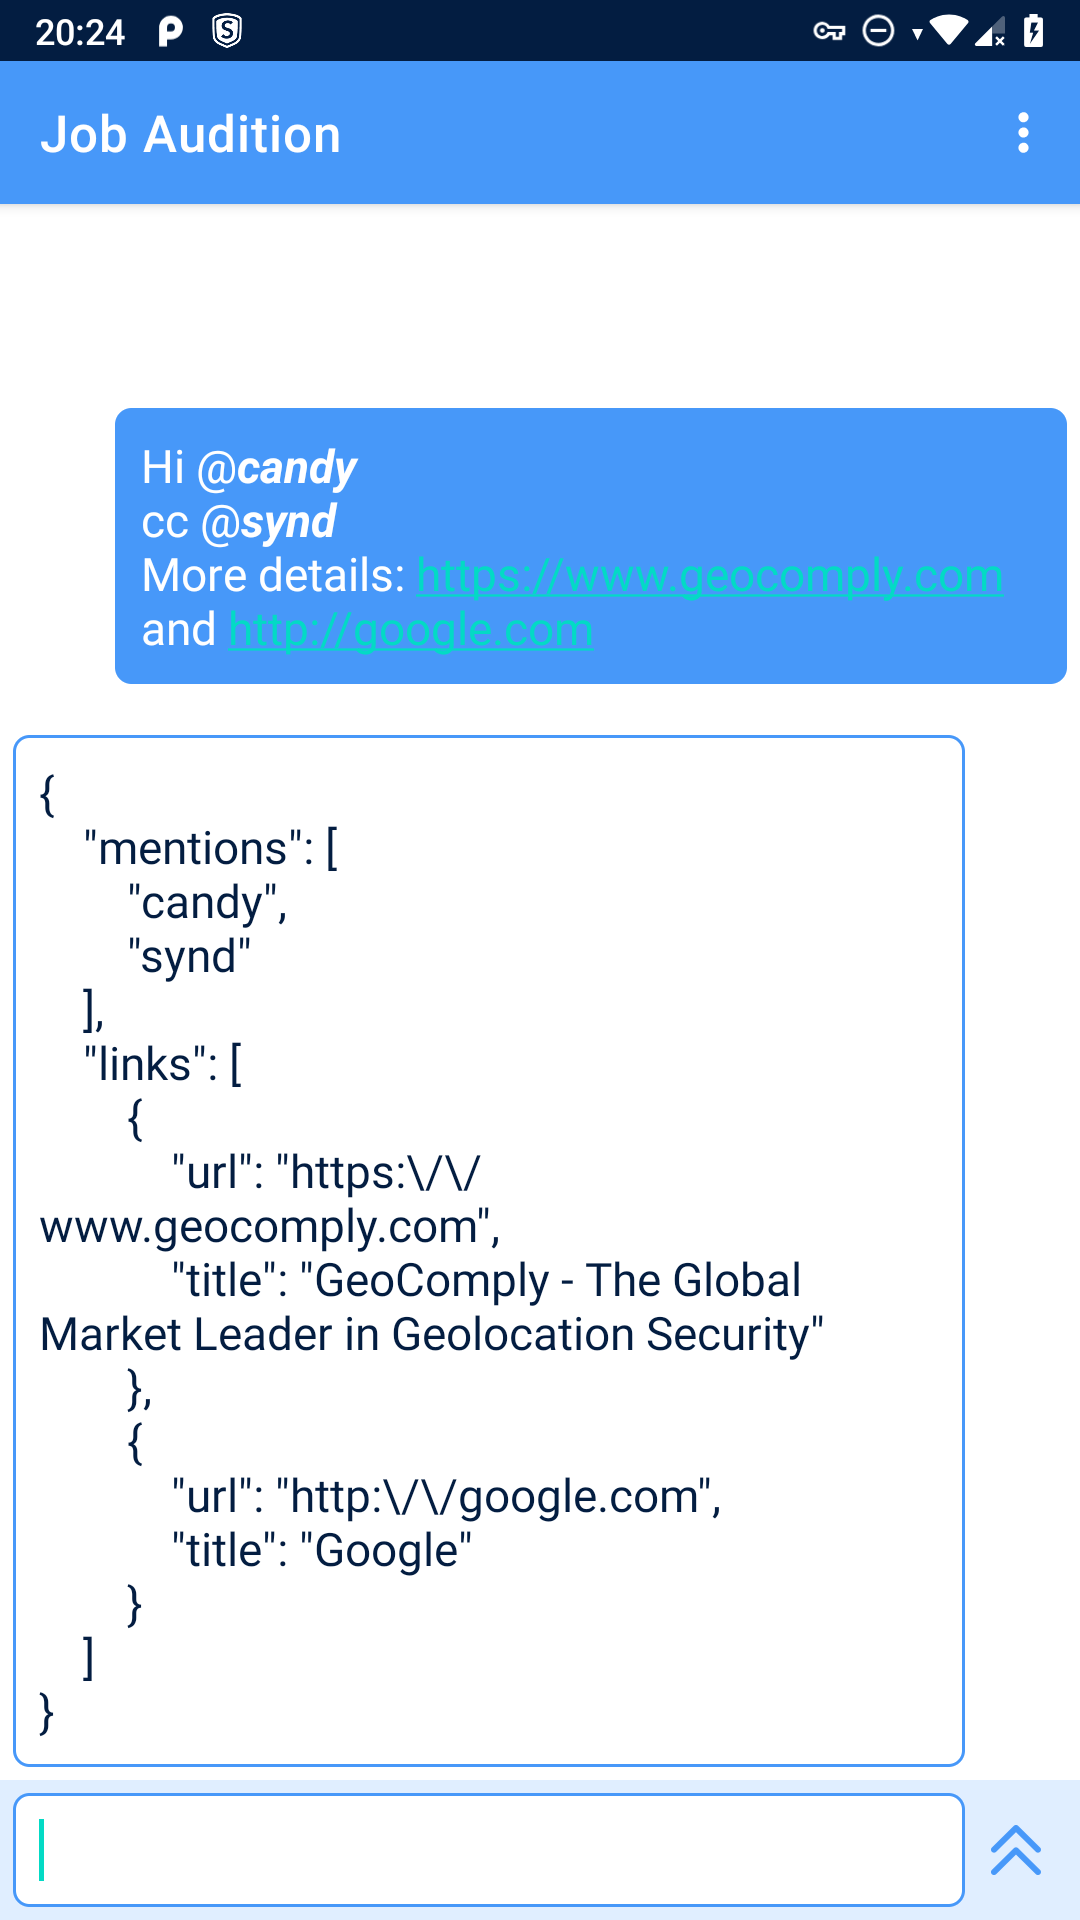 20:24
Job Audition
Hi @candy
cc @synd
More details: https://www.geocomply.com
and http://google.com
{
"mentions": [
"candy",
"synd"
],
"links": [
{
"url": "https:\/\/
www.geocomply.com",
"title": "GeoComply - The Global
Market Leader in Geolocation Security"
},
{
"url": "http:\/\/google.com",
"title": "Google"
}
]
}